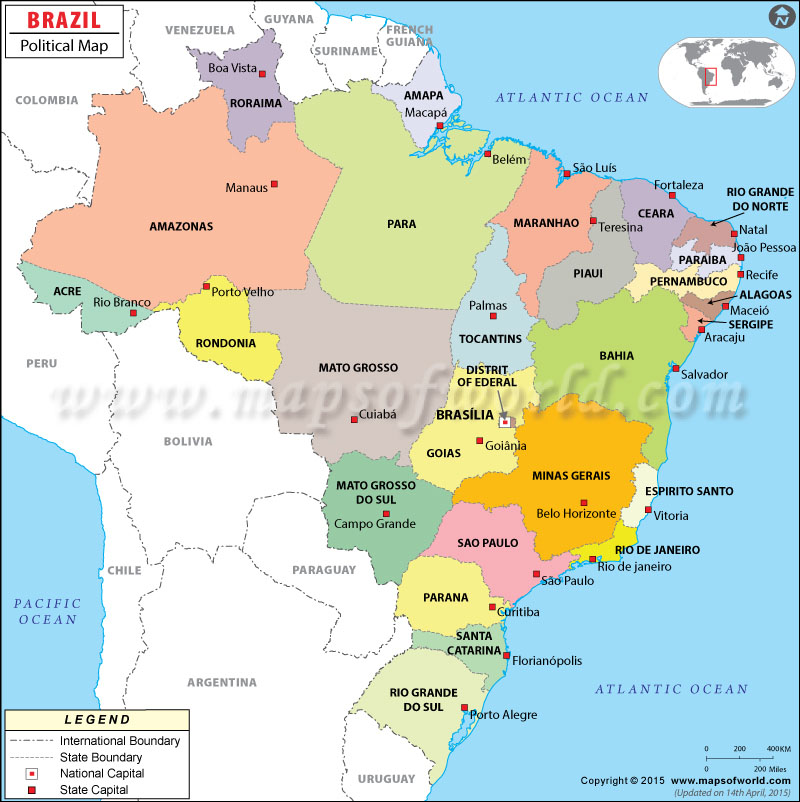 BRAZIL
Political Map
N
VENEZUELA
GUYANA
SURINAME
FRENCH
GUIANA
COLOMBIA
Boa Vista
RORAIMA
AMAPA
Macapá
ATLANTIC OCEAN
Belém
São Luís
Fortaleza
RIO GRANDE
DO NORTE
Manaus
AMAZONAS
PARA
MARANHAO
Teresina
CEARA
Natal
João Pessoa
PARAIBA
PIAUI
Recife
PERNAMBUCO
ALAGOAS
Maceió
SERGIPE
Aracaju
ACRE
Rio Branco
Porto Velho
RONDONIA
Palmas
TOCANTINS
BAHIA
Salvador
PERU
MATO GROSSO
DISTRIT
OF EDERAL
www.mapsofworld.com
Cuiabá
BRASÍLIA
GOIAS
Goiânia
BOLIVIA
MINAS GERAIS
Belo Horizonte
ESPIRITO SANTO
Vitoria
MATO GROSSO
DO SUL
Campo Grande
SAO PAULO
São Paulo
RIO DE JANEIRO
Rio de janeiro
CHILE
PARAGUAY
PACIFIC
OCEAN
PARANA
Curitiba
SANTA
CATARINA
Florianópolis
ARGENTINA
RIO GRANDE
DO SUL
Porto Alegre
ATLANTIC OCEAN
URUGUAY
LEGEND
International Boundary
State Boundary
National Capital
State Capital
0 200 400KM
0 200 Miles
Copyright © 2015 www.mapsofworld.com
(Updated on 14th April, 2015)